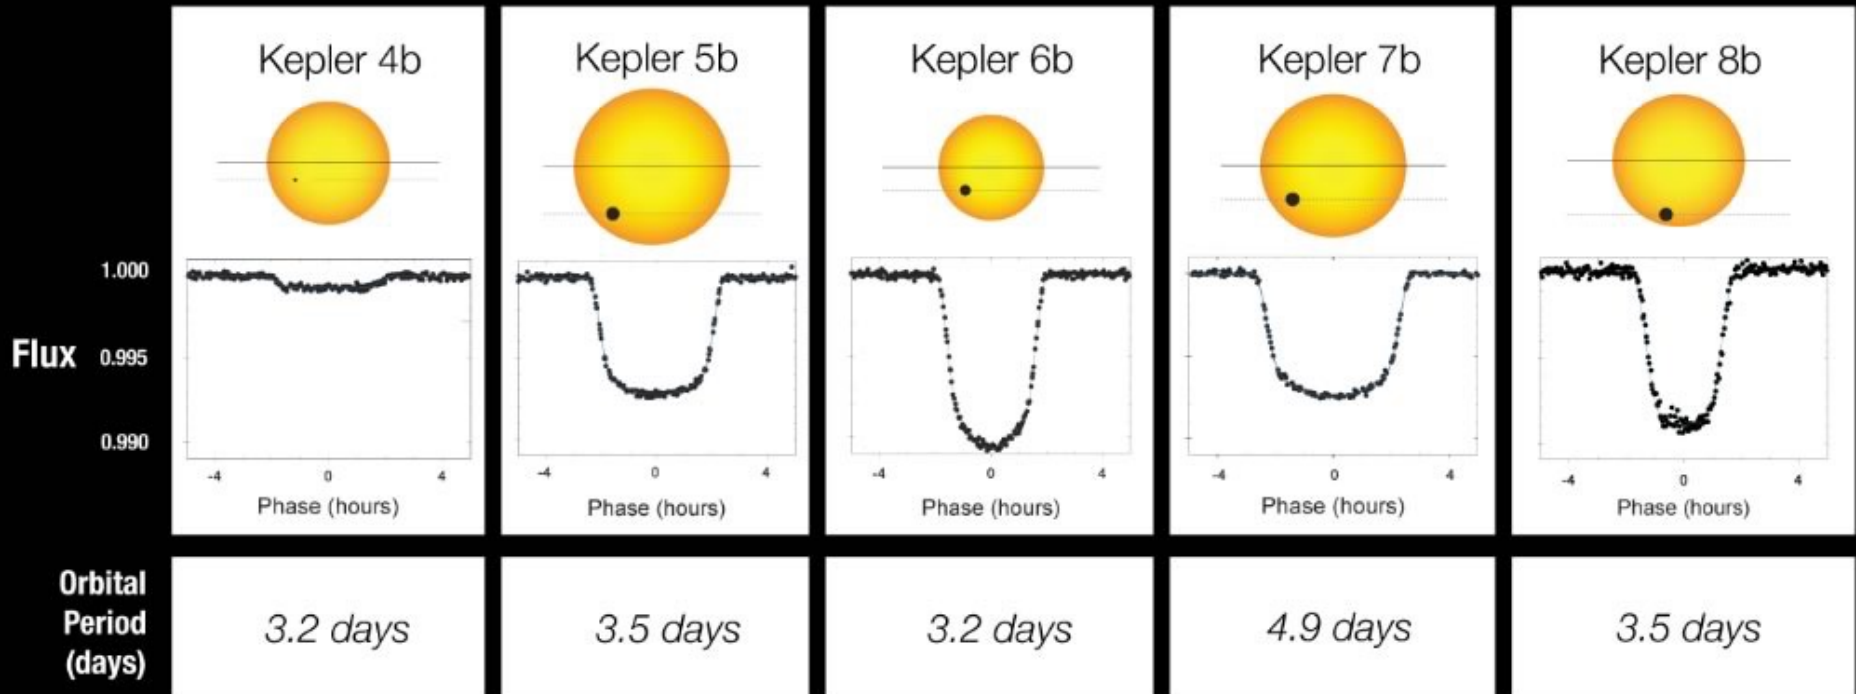 Kepler 4b
Kepler 5b
Kepler 6b
Kepler 7b
Kepler 8b
Flux
1.000
0.995
0.990
-4 0 4
Phase (hours)
-4 0 4
Phase (hours)
-4 0 4
Phase (hours)
-4 0 4
Phase (hours)
-4 0 4
Phase (hours)
Orbital
Period
(days)
3.2 days
3.5 days
3.2 days
4.9 days
3.5 days